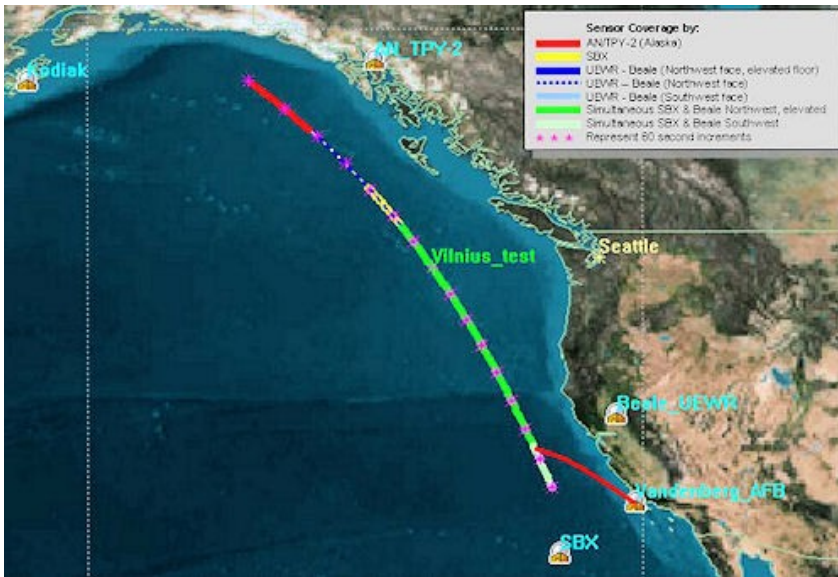 Sensor Coverage by:
AN/TPY-2 (Alaska)
SBX
UEWR - Beale (Northwest face, elevated floor)
UEWR – Beale (Northwest face)
UEWR - Beale (Southwest face)
Simultaneous SBX & Beale Northwest, elevated
Simultaneous SBX & Beale Southwest
Represent 60 second increments
AN_TPY-2
Kodiak
Seattle
Vilnius_test
Beale_UEWR
Vandenberg_AFB
SBX